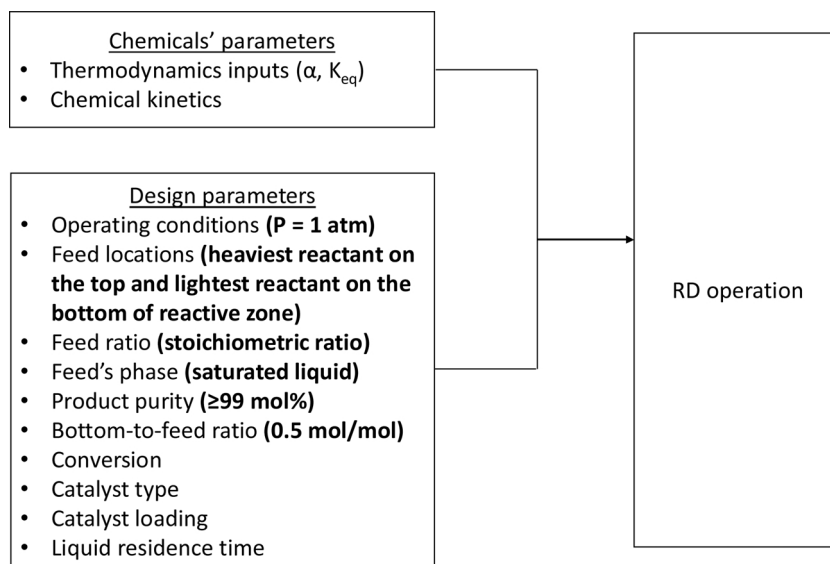 Chemicals' parameters
• Thermodynamics inputs (α, Keq)
• Chemical kinetics
Design parameters
• Operating conditions (P = 1 atm)
• Feed locations (heaviest reactant on
the top and lightest reactant on the
bottom of reactive zone)
• Feed ratio (stoichiometric ratio)
• Feed's phase (saturated liquid)
• Product purity (≥99 mol%)
• Bottom-to-feed ratio (0.5 mol/mol)
• Conversion
• Catalyst type
• Catalyst loading
• Liquid residence time
RD operation